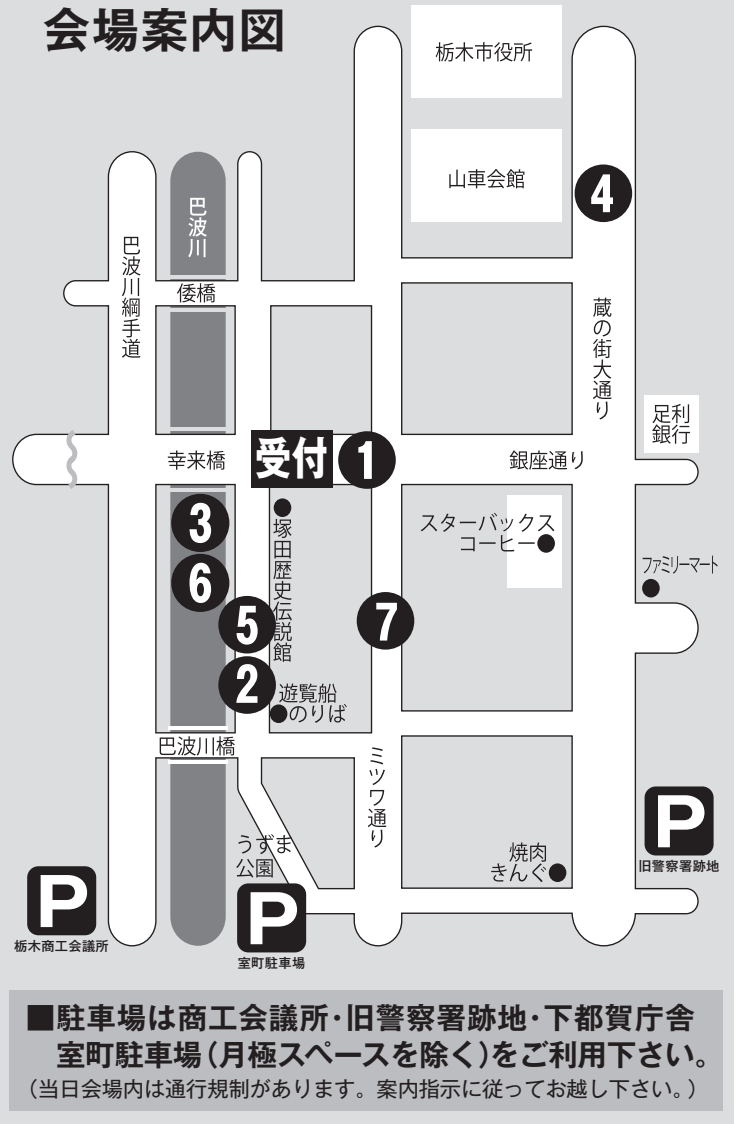 会場案内図
栃木市役所
山車会館
4
巴波川
巴波川綱手道
倭橋
蔵の街大通り
足利
銀行
幸来橋
受付
1
銀座通り
3
塚田歴史伝説館
スターバックス
コーヒー
ファミリーマート
6
5
7
2
遊覧船
のりば
巴波川橋
ミツワ通り
P
旧警察署跡地
うずま
公園
焼肉
きんぐ
P
栃木商工会議所
P
室町駐車場
■駐車場は商工会議所・旧警察署跡地・下都賀庁舎
室町駐車場（月極スペースを除く）をご利用下さい。
（当日会場内は通行規制があります。案内指示に従ってお越し下さい。）